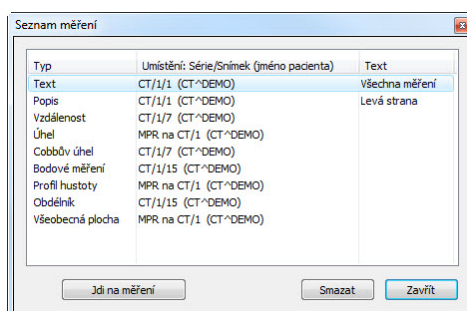 Seznam měření
Typ Umístění: Série/Snímek (jméno pacienta) Text
Text CT/1/1 (CT^DEMO) Všechna měření
Popis CT/1/1 (CT^DEMO) Levá strana
Vzdálenost CT/1/7 (CT^DEMO)
Úhel MPR na CT/1 (CT^DEMO)
Cobbův úhel CT/1/7 (CT^DEMO)
Bodové měření CT/1/15 (CT^DEMO)
Profil hustoty MPR na CT/1 (CT^DEMO)
Obdélník CT/1/15 (CT^DEMO)
Všeobecná plocha MPR na CT/1 (CT^DEMO)
Jdi na měření Smazat Zavřít